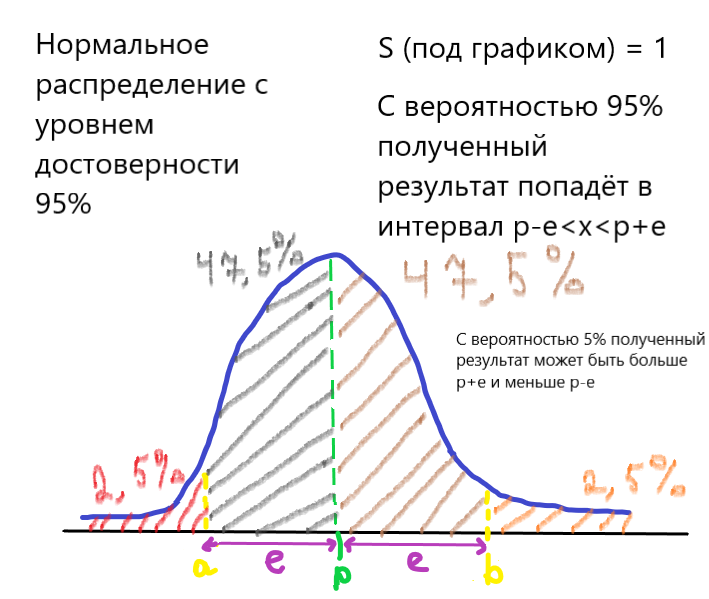 Нормальное
распределение с
уровнем
достоверности
95%
S (под графиком) = 1
С вероятностью 95%
полученный
результат попадёт в
интервал p-e<x<p+e
47,5%
47,5%
С вероятностью 5% полученный
результат может быть больше
p+e и меньше p-e
2,5%
2,5%
a
e
p
e
b